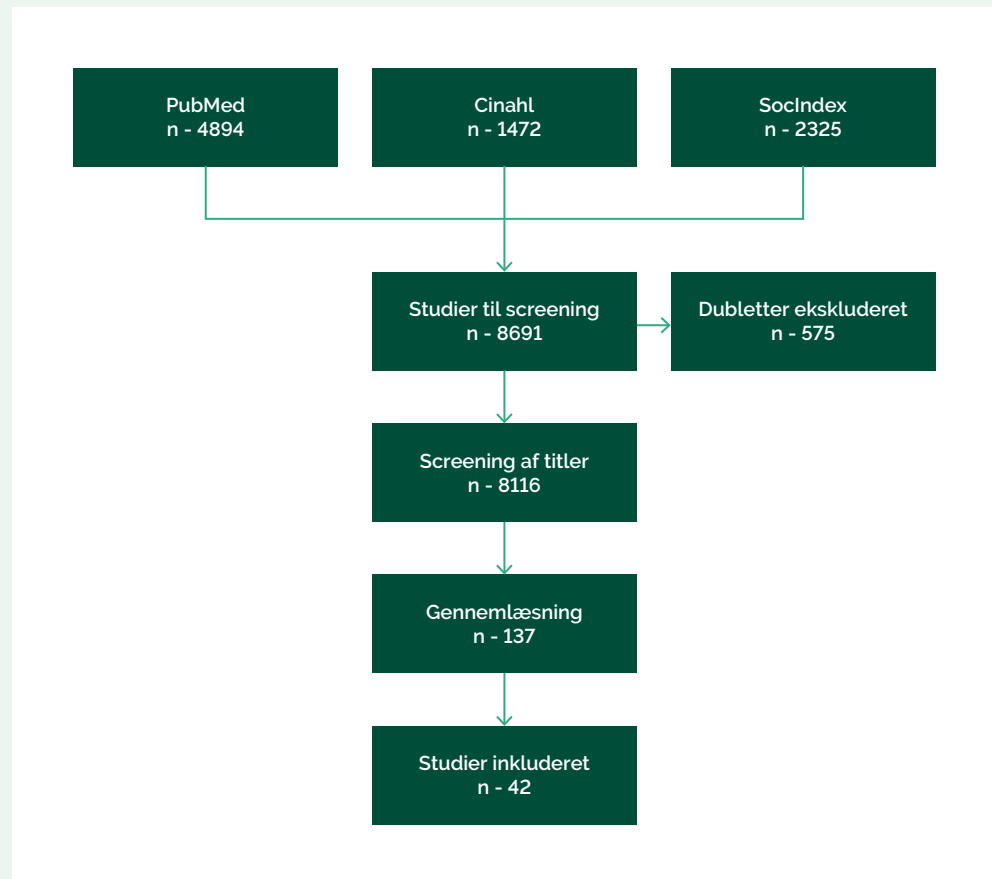 PubMed
n - 4894
Cinahl
n - 1472
SocIndex
n - 2325
Studier til screening
n - 8691
Dubletter ekskluderet
n - 575
Screening af titler
n - 8116
Gennemlæsning
n - 137
Studier inkluderet
n - 42